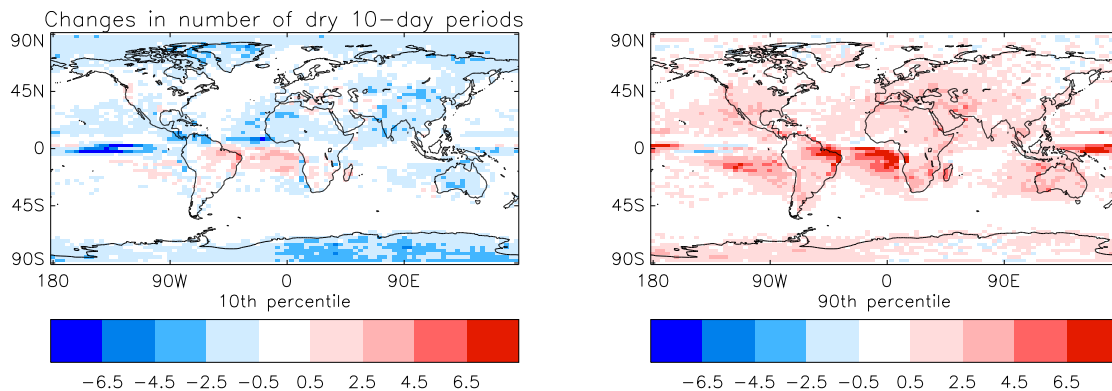 Changes in number of dry 10-day periods
90N
45N
0
45S
90S
180 90W 0 90E
10th percentile
-6.5 -4.5 -2.5 -0.5 0.5 2.5 4.5 6.5
90N
45N
0
45S
90S
180 90W 0 90E
90th percentile
-6.5 -4.5 -2.5 -0.5 0.5 2.5 4.5 6.5